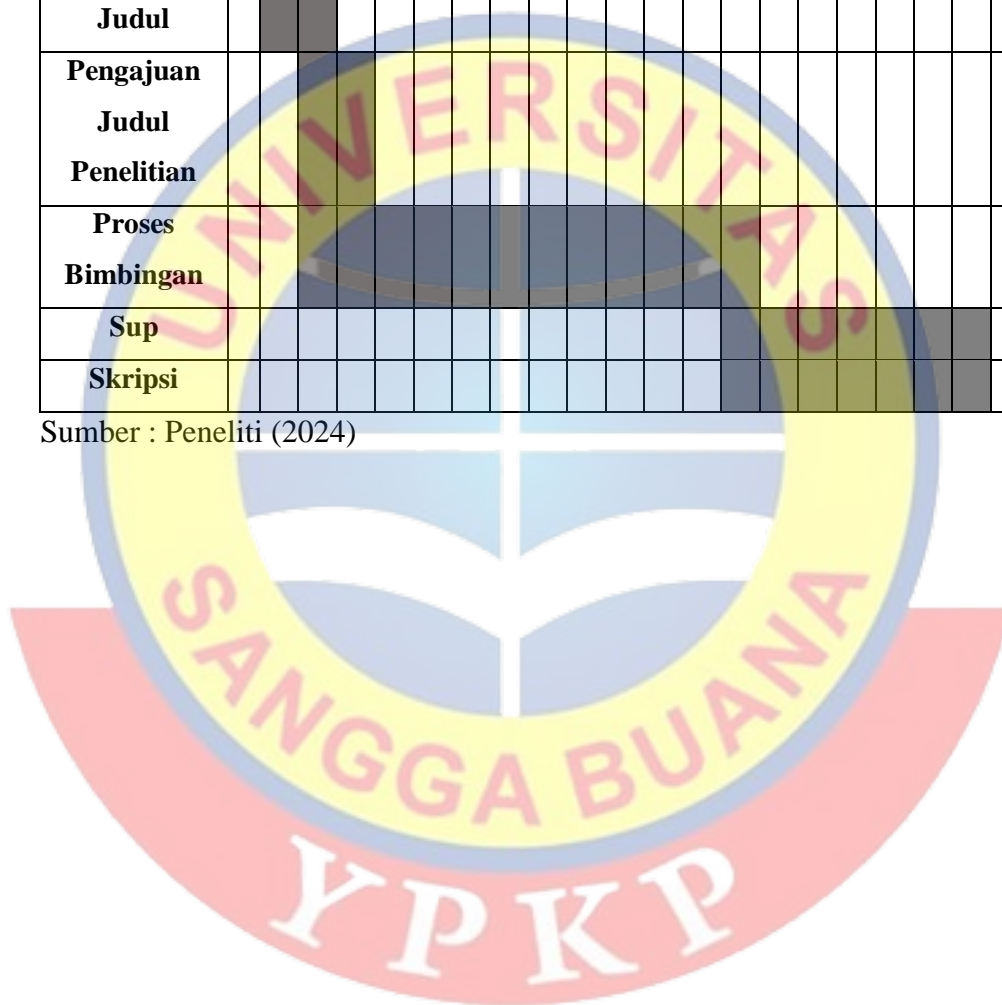 Judul
Pengajuan
Judul
Penelitian
Proses
Bimbingan
Sup
Skripsi
Sumber : Peneliti (2024)
UNIVERSITAS
SANGGA BUANA
YPKP